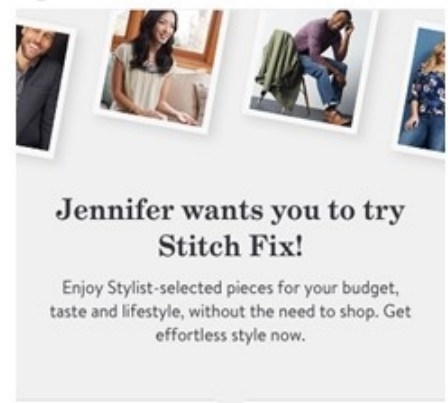 Jennifer wants you to try
Stitch Fix!
Enjoy Stylist-selected pieces for your budget,
taste and lifestyle, without the need to shop. Get
effortless style now.